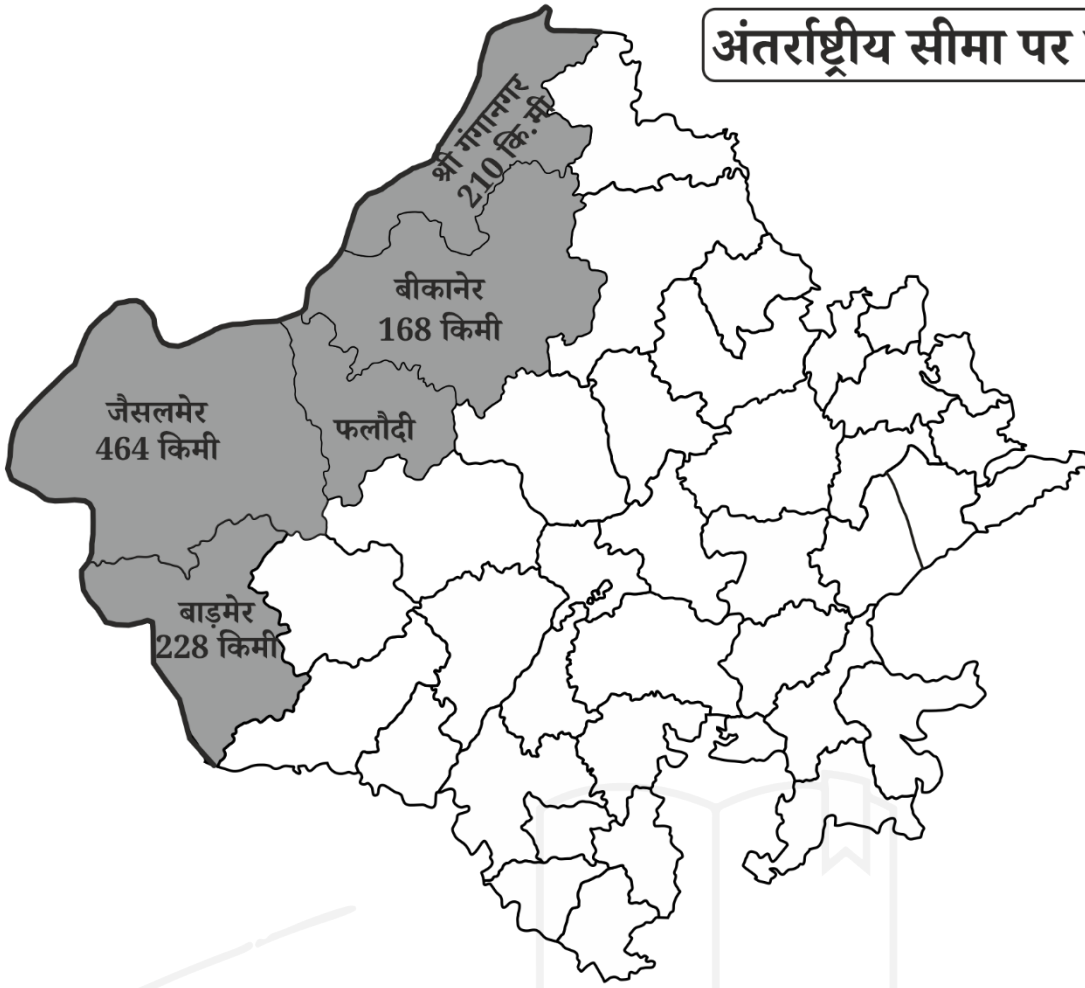 अंतर्राष्ट्रीय सीमा पर
श्री गंगानगर
210 कि.मी
बीकानेर
168 किमी
जैसलमेर
464 किमी
फलौदी
बाड़मेर
228 किमी